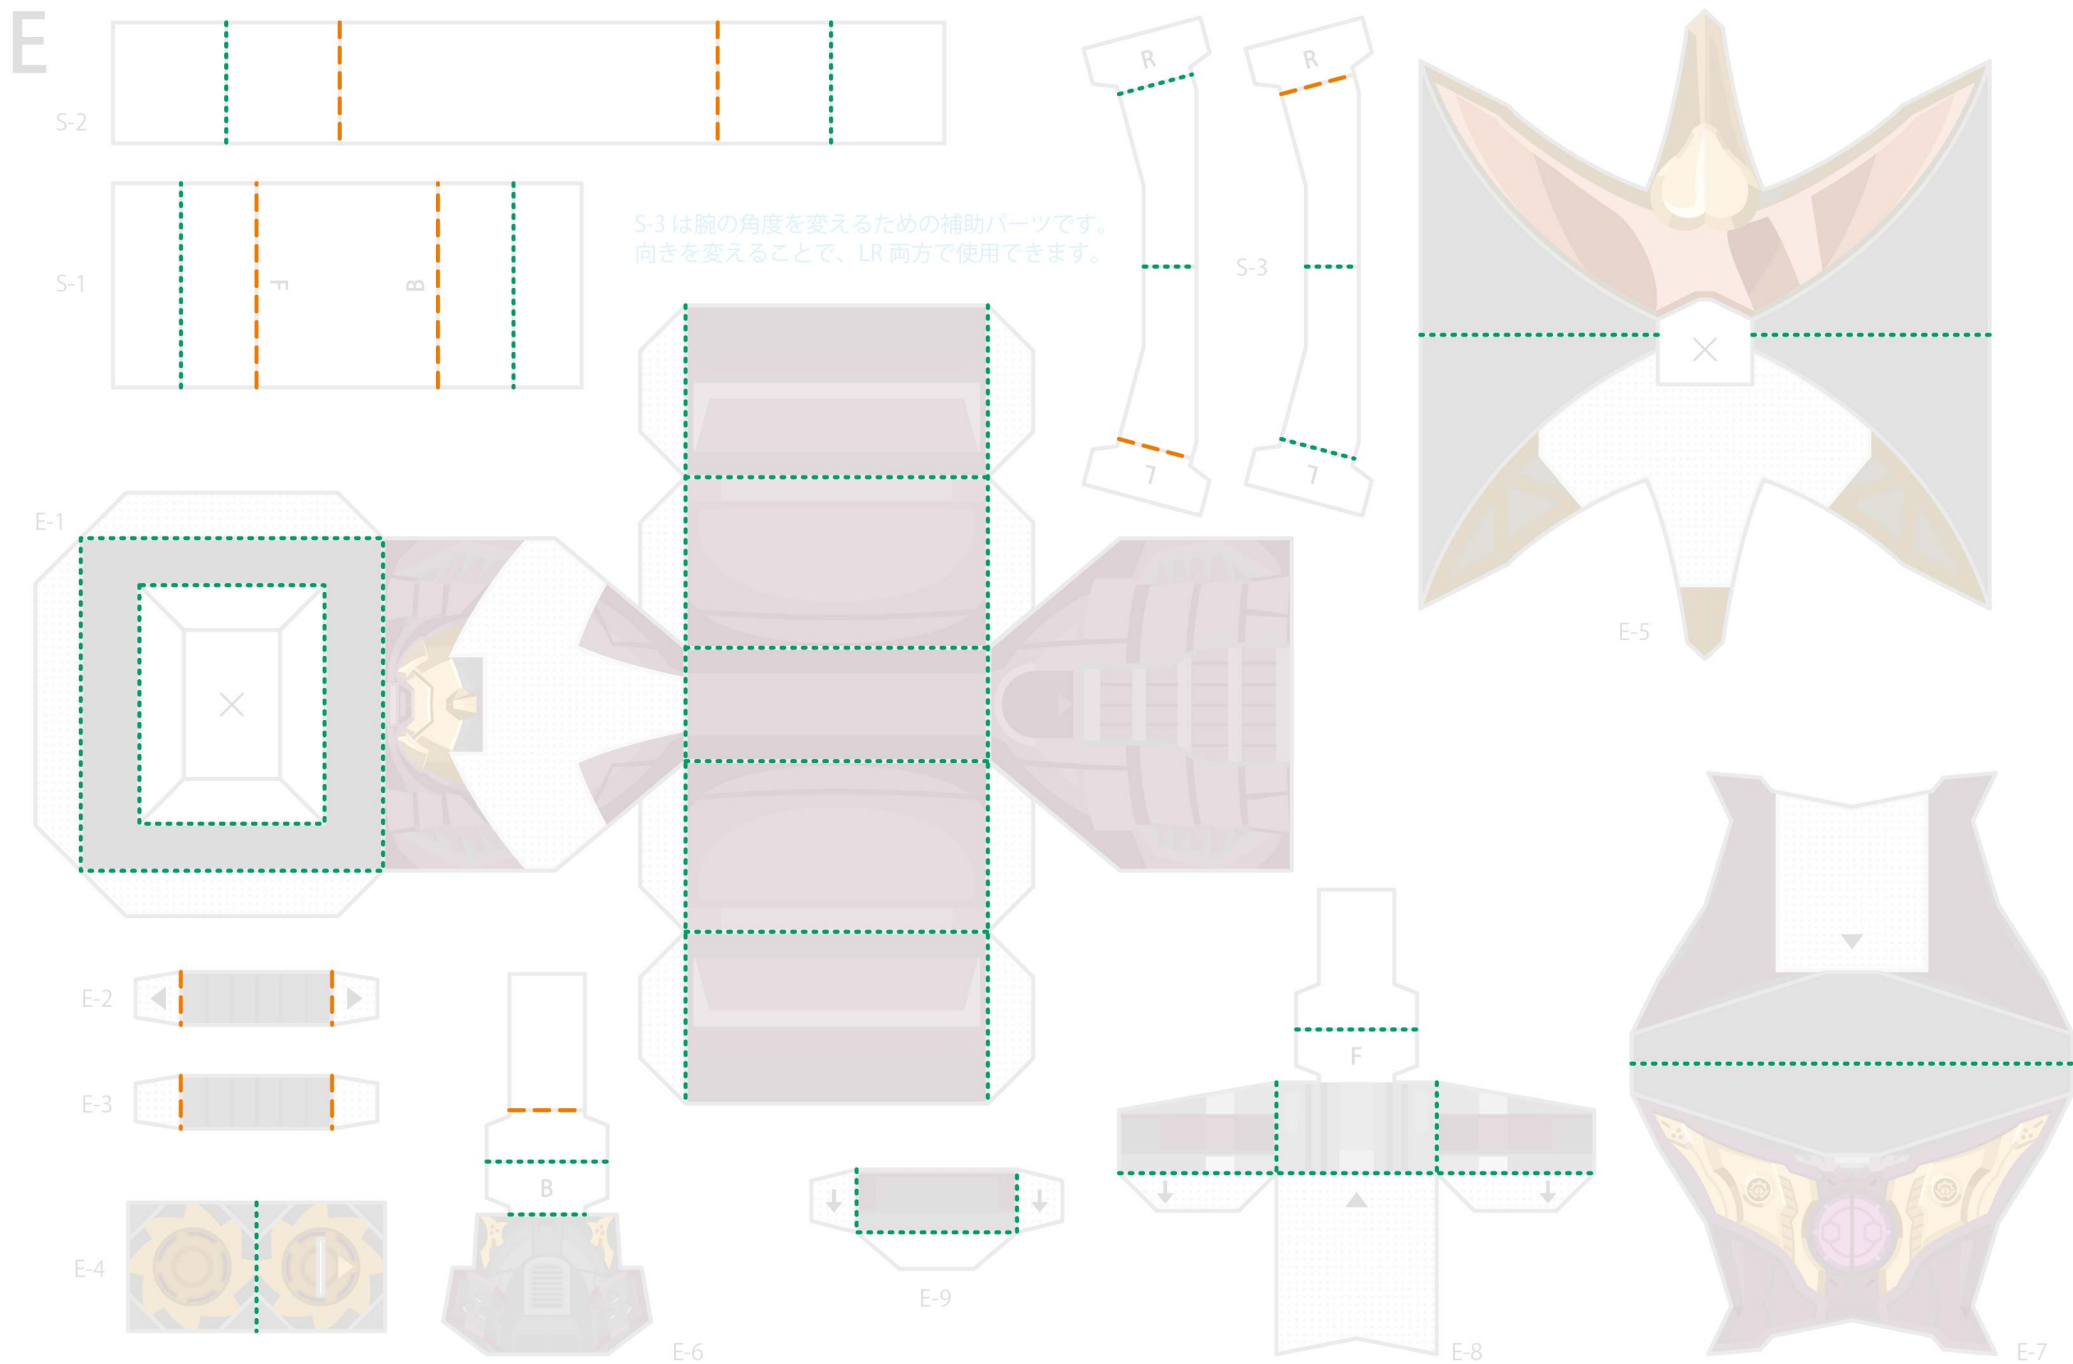 E
S-2
S-1
F
B
S-3 は腕の角度を変えるための補助パーツです。
向きを変えることで、LR 両方で使用できます。
R
R
S-3
L
L
E-1
E-5
E-2
E-3
E-4
B
E-6
E-9
F
E-8
E-7